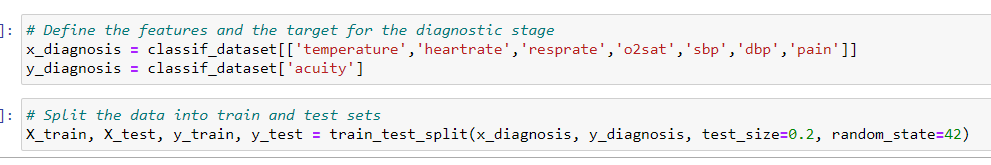 ]: # Define the features and the target for the diagnostic stage
x_diagnosis = classif_dataset[['temperature','heartrate','resprate','o2sat','sbp','dbp','pain']]
y_diagnosis = classif_dataset['acuity']
]: # Split the data into train and test sets
X_train, X_test, y_train, y_test = train_test_split(x_diagnosis, y_diagnosis, test_size=0.2, random_state=42)